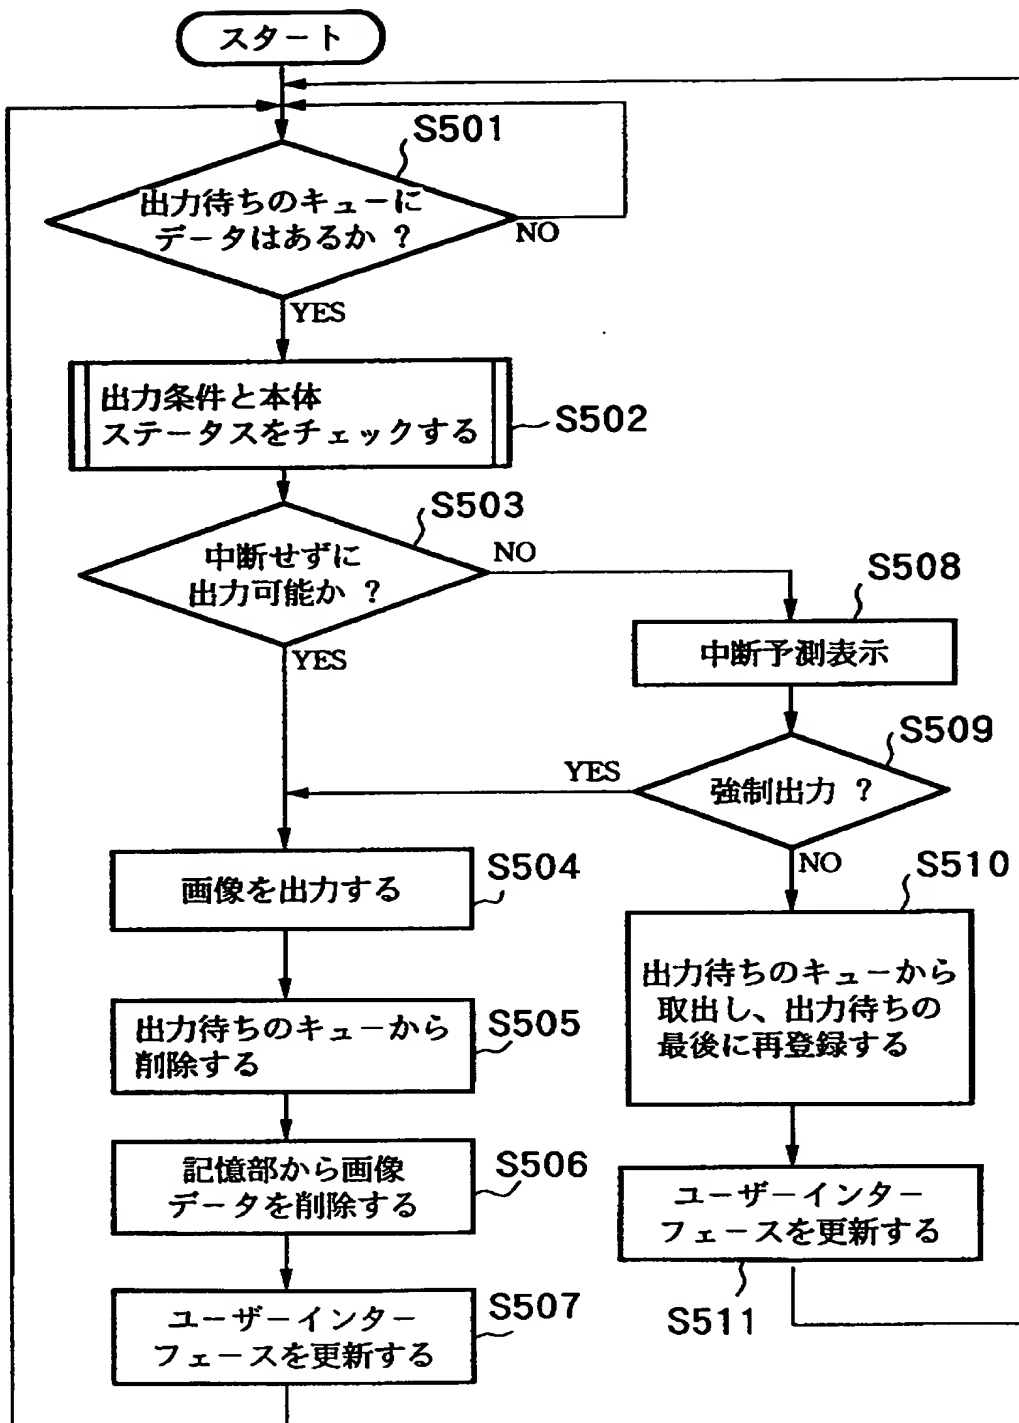 スタート
S501
出力待ちのキューに
データはあるか ?
NO
YES
出力条件と本体
ステータスをチェックする
S502
S503
中断せずに
出力可能か ?
NO
YES
S508
中断予測表示
S509
強制出力 ?
YES
NO
S504
画像を出力する
S510
出力待ちのキューから
取出し、出力待ちの
最後に再登録する
S505
出力待ちのキューから
削除する
S506
記憶部から画像
データを削除する
ユーザーインター
フェースを更新する
S511
S507
ユーザーインター
フェースを更新する